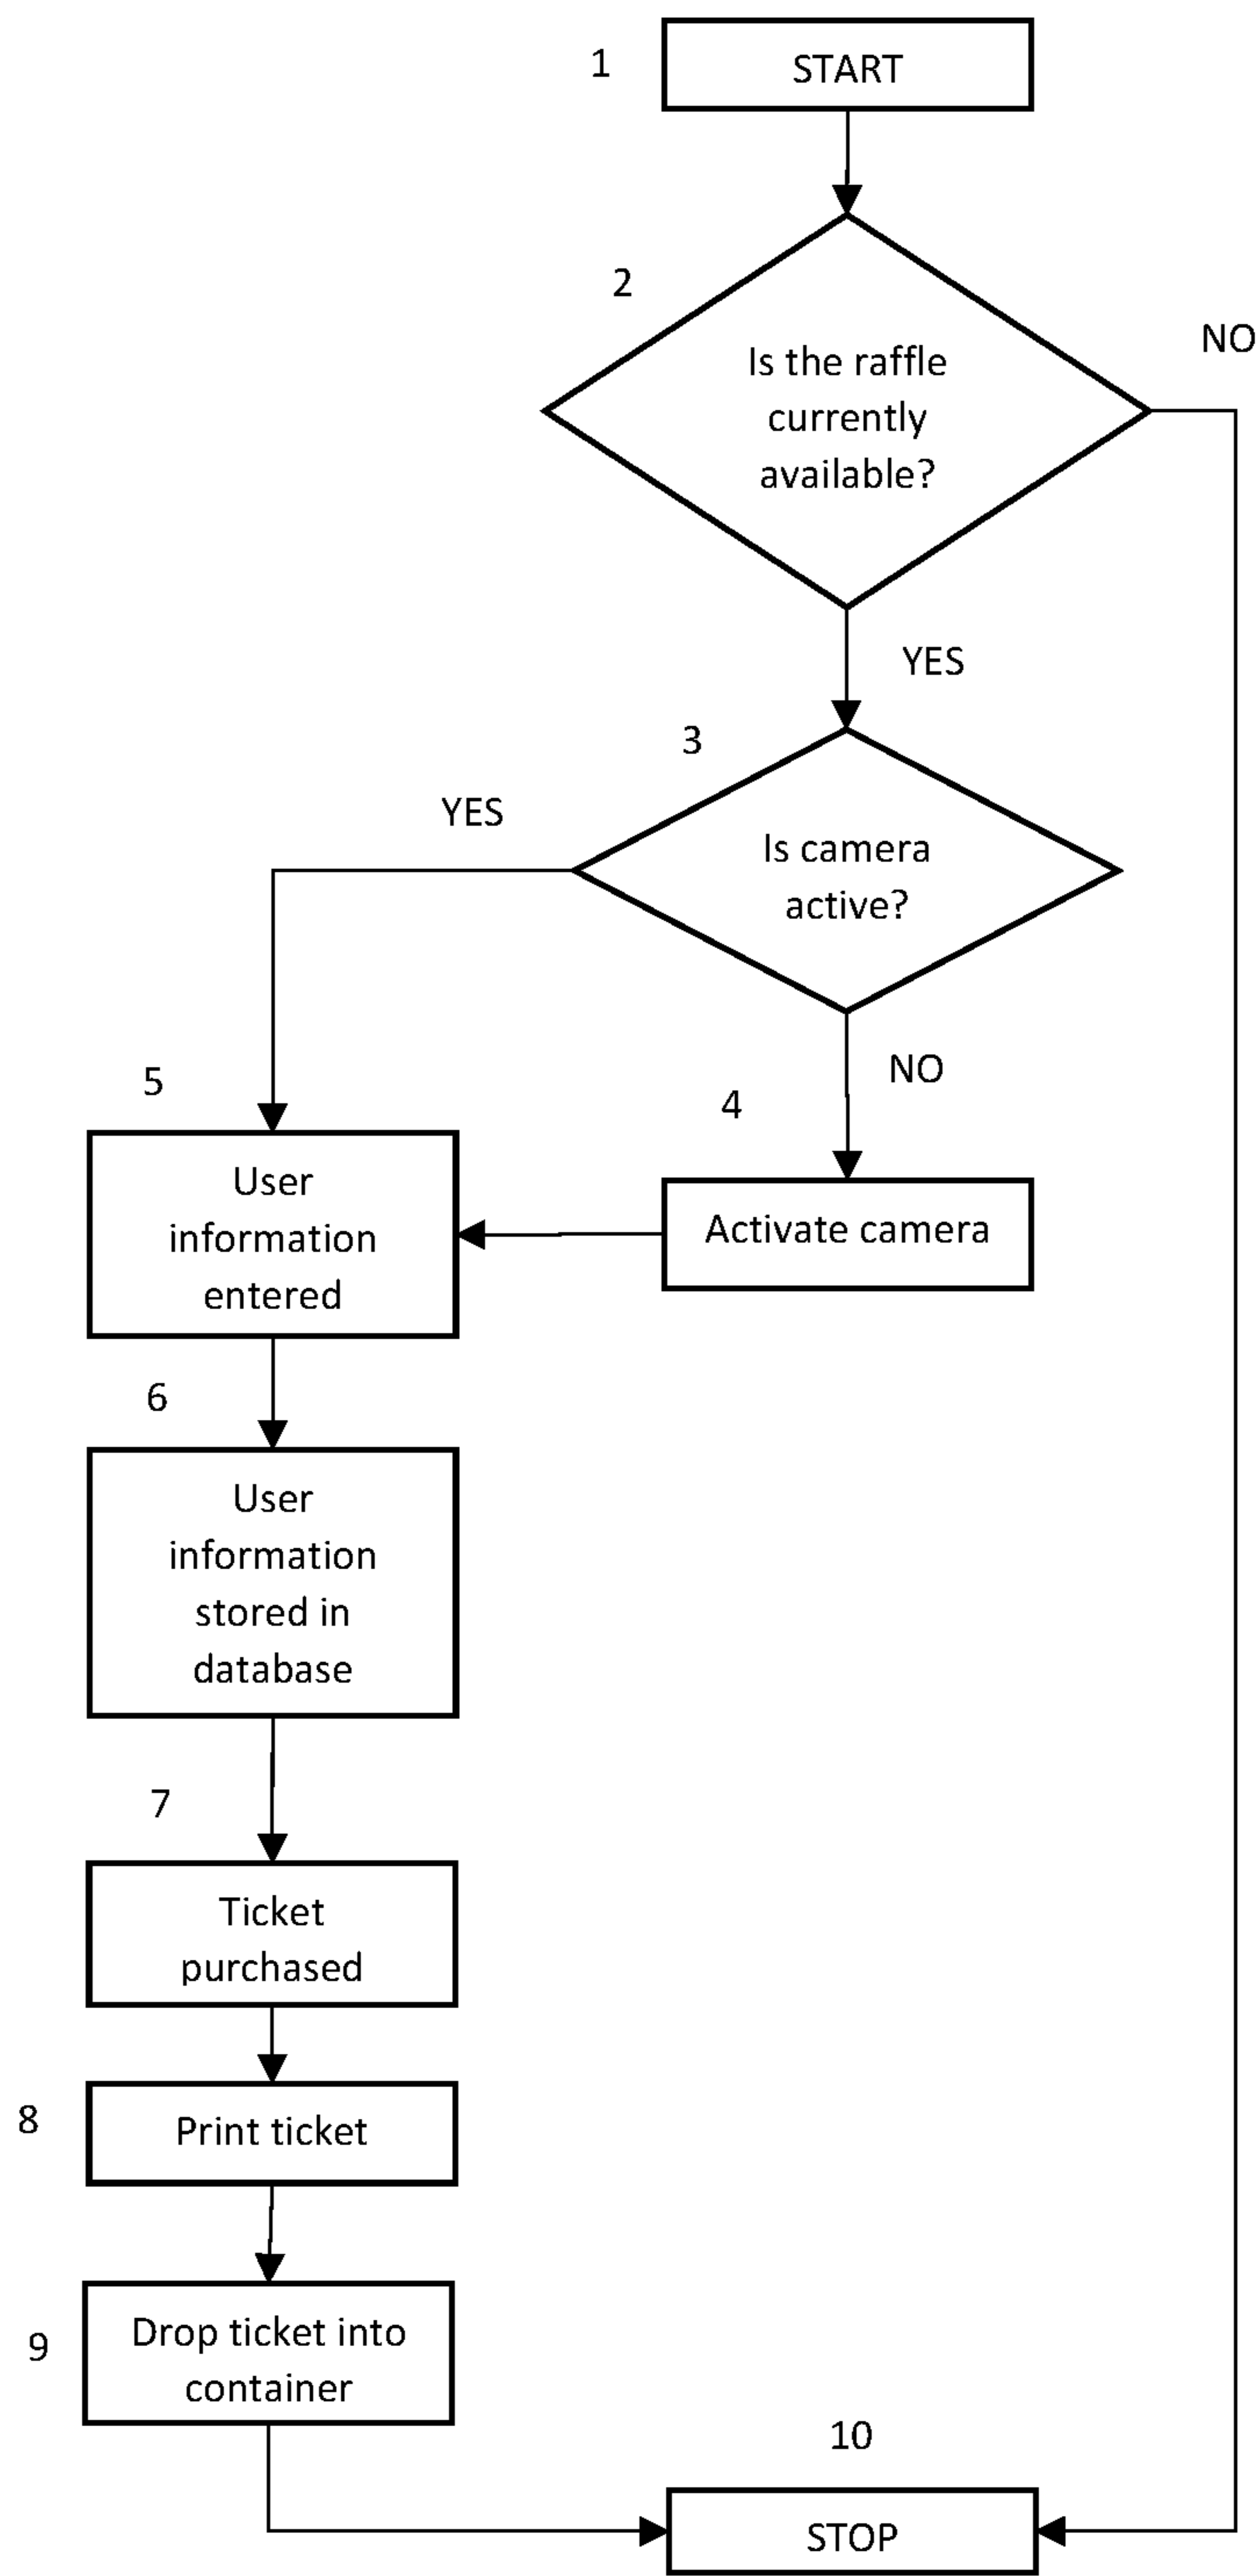 1
START
2
NO
Is the raffle
currently
available?
YES
3
YES
Is camera
active?
NO
5
4
User
information
entered
Activate camera
6
User
information
stored in
database
7
Ticket
purchased
8
Print ticket
9
Drop ticket into
container
10
STOP